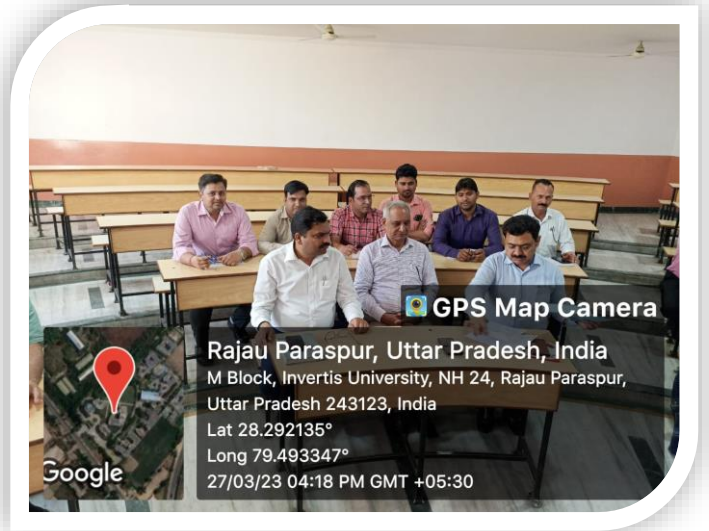 GPS Map Camera
Rajau Paraspur, Uttar Pradesh, India
M Block, Invertis University, NH 24, Rajau Paraspur,
Uttar Pradesh 243123, India
Lat 28.292135°
Long 79.493347°
27/03/23 04:18 PM GMT +05:30
Google